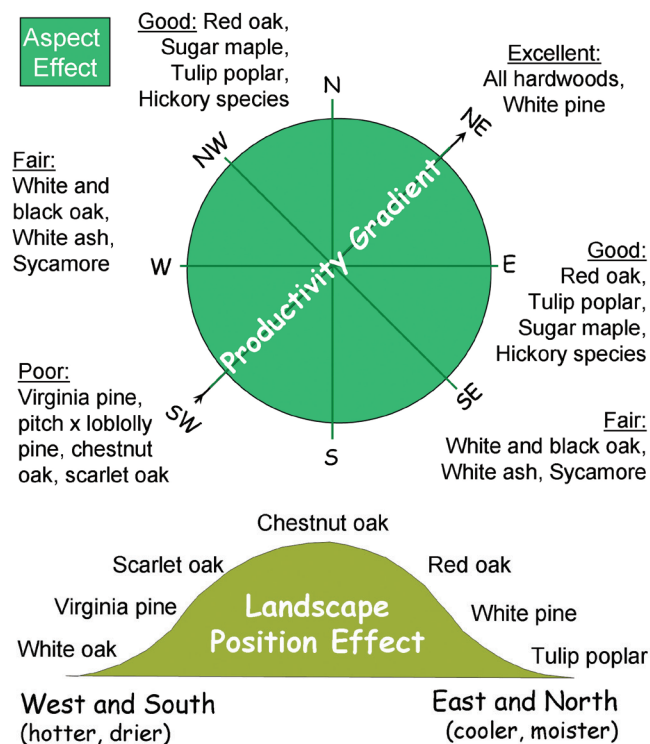 Aspect
Effect
Good: Red oak,
Sugar maple,
Tulip poplar,
Hickory species
Excellent:
All hardwoods,
White pine
N
NE
NW
Fair:
White and
black oak,
White ash,
Sycamore
W
E
Productivity Gradient
Good:
Red oak,
Tulip poplar,
Sugar maple,
Hickory species
Poor:
Virginia pine,
pitch x loblolly
pine, chestnut
oak, scarlet oak
SW
S
SE
Fair:
White and black oak,
White ash, Sycamore
Chestnut oak
Scarlet oak
Red oak
Virginia pine
White pine
White oak
Tulip poplar
Landscape
Position Effect
West and South
(hotter, drier)
East and North
(cooler, moister)